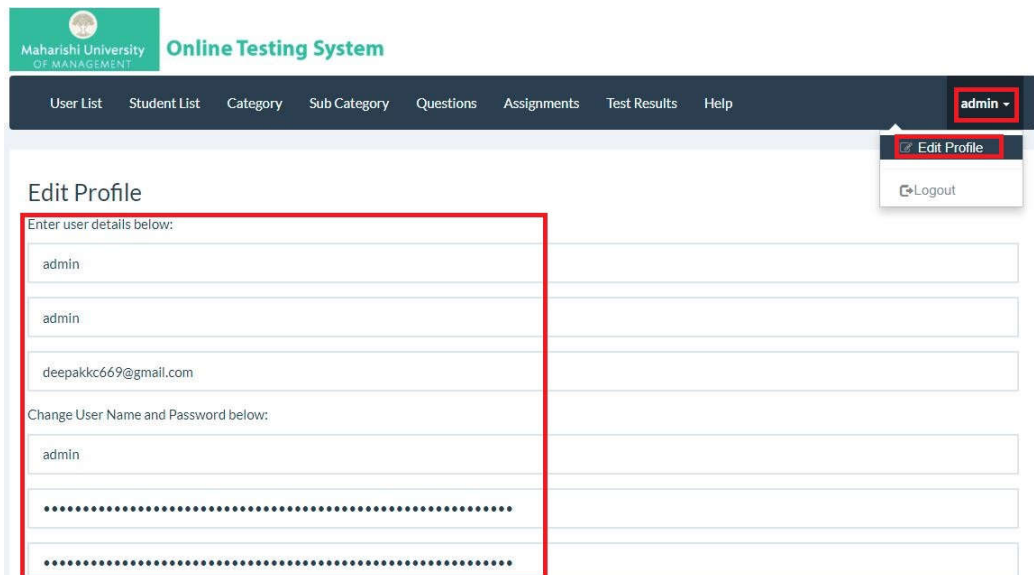 Maharishi University
OF MANAGEMENT
Online Testing System
User List Student List Category Sub Category Questions Assignments Test Results Help admin
Edit Profile
Logout
Edit Profile
Enter user details below:
admin
admin
deepakkc669@gmail.com
Change User Name and Password below:
admin
••••••••••••••••••••••••••••••••••••••••••••••••••••••••••••
••••••••••••••••••••••••••••••••••••••••••••••••••••••••••••